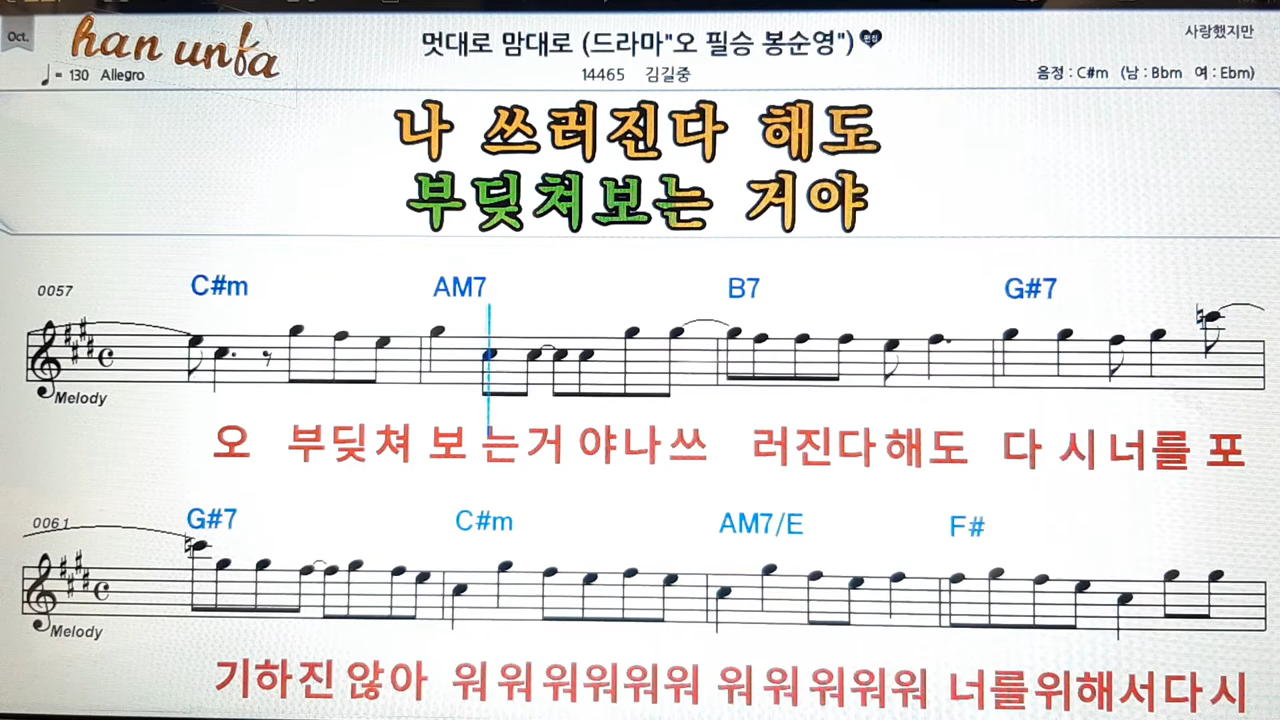 Oct.
han unfa
멋대로 맘대로 (드라마"오 필승 봉순영") 편집
사랑했지만
♩= 130 Allegro
14465 김길중
음정 : C#m (남 : Bbm 여 : Ebm)
나 쓰러진다 해도
부딪쳐보는 거야
0057
C#m AM7 B7 G#7
Melody
오 부딪쳐 보 는거 야나쓰 러진다해도 다 시너를 포
0061
G#7 C#m AM7/E F#
Melody
기하진않아 워워워워워워 워워워워워 너를위해서다시